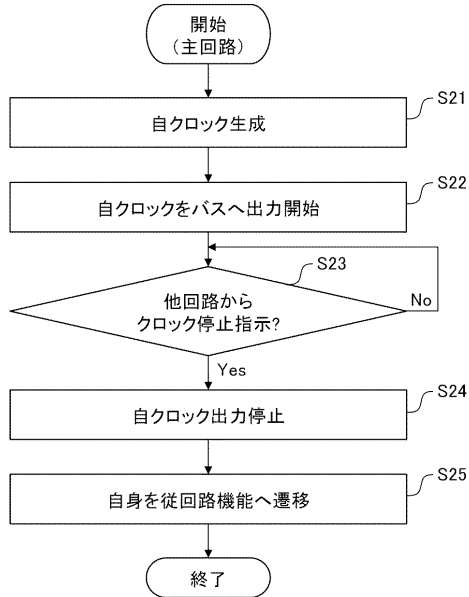 開始
(主回路)
S21
自クロック生成
S22
自クロックをバスへ出力開始
S23
他回路から
クロック停止指示?
No
Yes
S24
自クロック出力停止
S25
自身を従回路機能へ遷移
終了